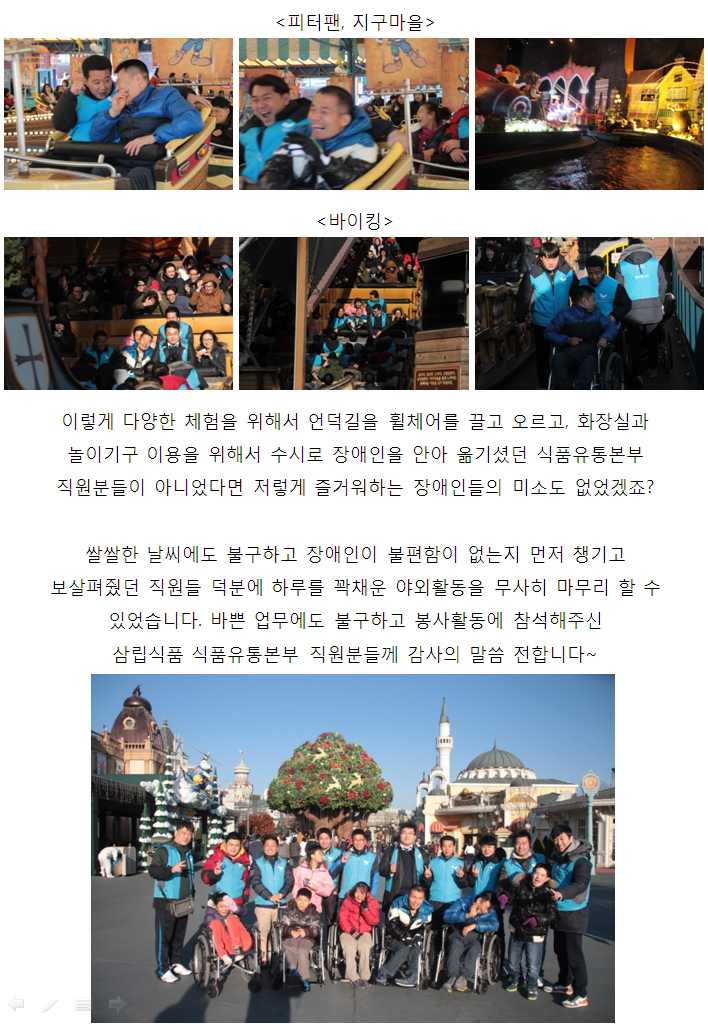 <피터팬, 지구마을>
<바이킹>
이렇게 다양한 체험을 위해서 언덕길을 휠체어를 끌고 오르고, 화장실과
놀이기구 이용을 위해서 수시로 장애인을 안아 옮기셨던 식품유통본부
직원분들이 아니었다면 저렇게 즐거워하는 장애인들의 미소도 없었겠죠?
쌀쌀한 날씨에도 불구하고 장애인이 불편함이 없는지 먼저 챙기고
보살펴줬던 직원들 덕분에 하루를 꽉채운 야외활동을 무사히 마무리 할 수
있었습니다. 바쁜 업무에도 불구하고 봉사활동에 참석해주신
삼립식품 식품유통본부 직원분들께 감사의 말씀 전합니다~